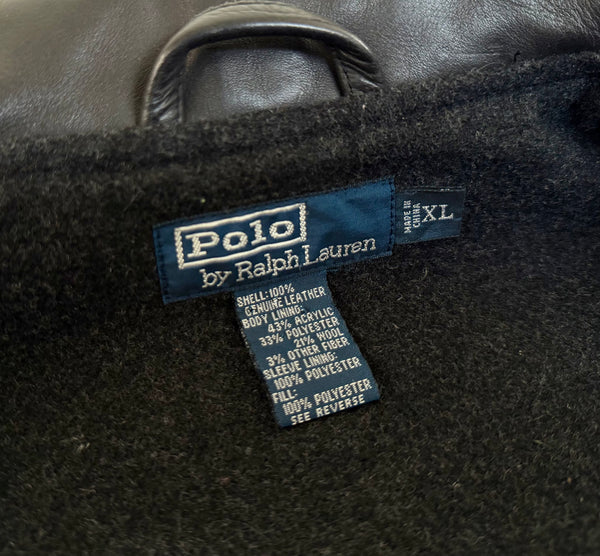 Polo
by Ralph Lauren
MADE IN
CHINA
XL
SHELL:100%
GENUINE LEATHER
BODY LINING:
43% ACRYLIC
33% POLYESTER
21% WOOL
3% OTHER FIBER
SLEEVE LINING:
100% POLYESTER
FILL:
100% POLYESTER
SEE REVERSE